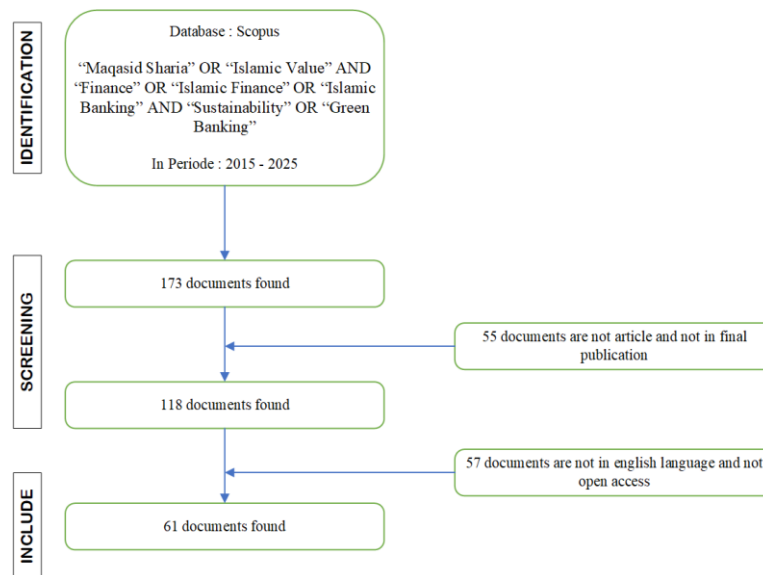 IDENTIFICATION
Database : Scopus
“Maqasid Sharia” OR “Islamic Value” AND
“Finance” OR “Islamic Finance” OR “Islamic
Banking” AND “Sustainability” OR “Green
Banking”
In Periode : 2015 - 2025
SCREENING
173 documents found
55 documents are not article and not in final
publication
118 documents found
57 documents are not in english language and not
open access
INCLUDE
61 documents found